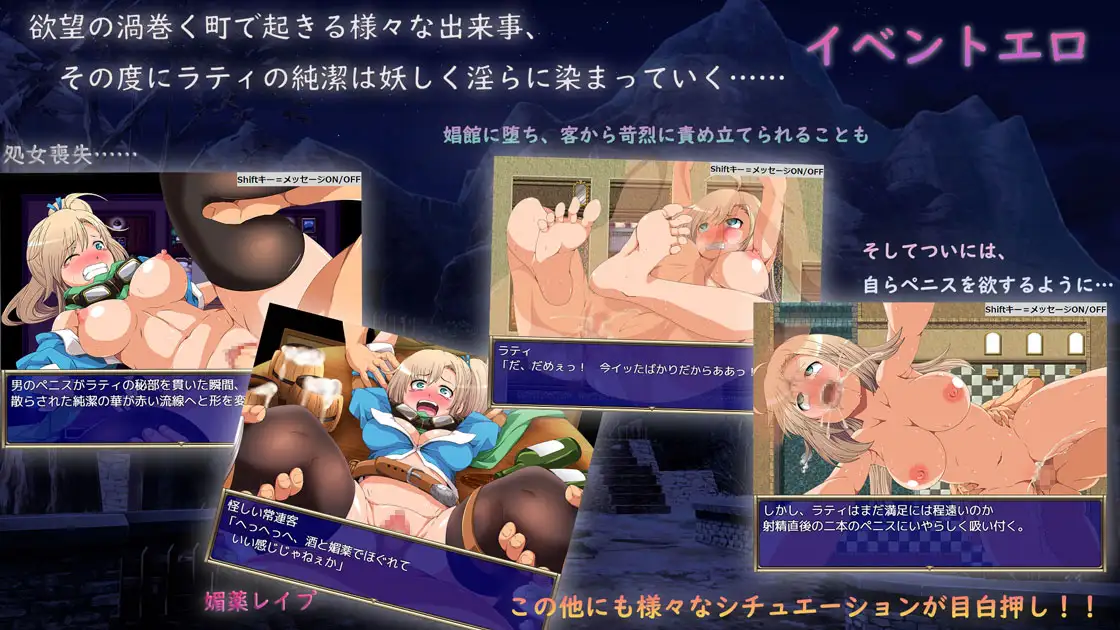 欲望の渦巻く町で起きる様々な出来事、
その度にラティの純潔は妖しく淫らに染まっていく……
イベントエロ
処女喪失……
Shiftキー=メッセージON/OFF
男のペニスがラティの秘部を貫いた瞬間、
散らされた純潔の華が赤い流線へと形を変
娼館に堕ち、客から苛烈に責め立てられることも
Shiftキー=メッセージON/OFF
ラティ
「だ、だめぇっ！ 今イッたばかりだからああっ！
そしてついには、
自らペニスを欲するように…
Shiftキー=メッセージON/OFF
しかし、ラティはまだ満足には程遠いのか
射精直後の二本のペニスにいやらしく吸い付く。
怪しい常連客
「へっへっへ、酒と媚薬でほぐれて
いい感じじゃねぇか」
媚薬レイプ
この他にも様々なシチュエーションが目白押し！！